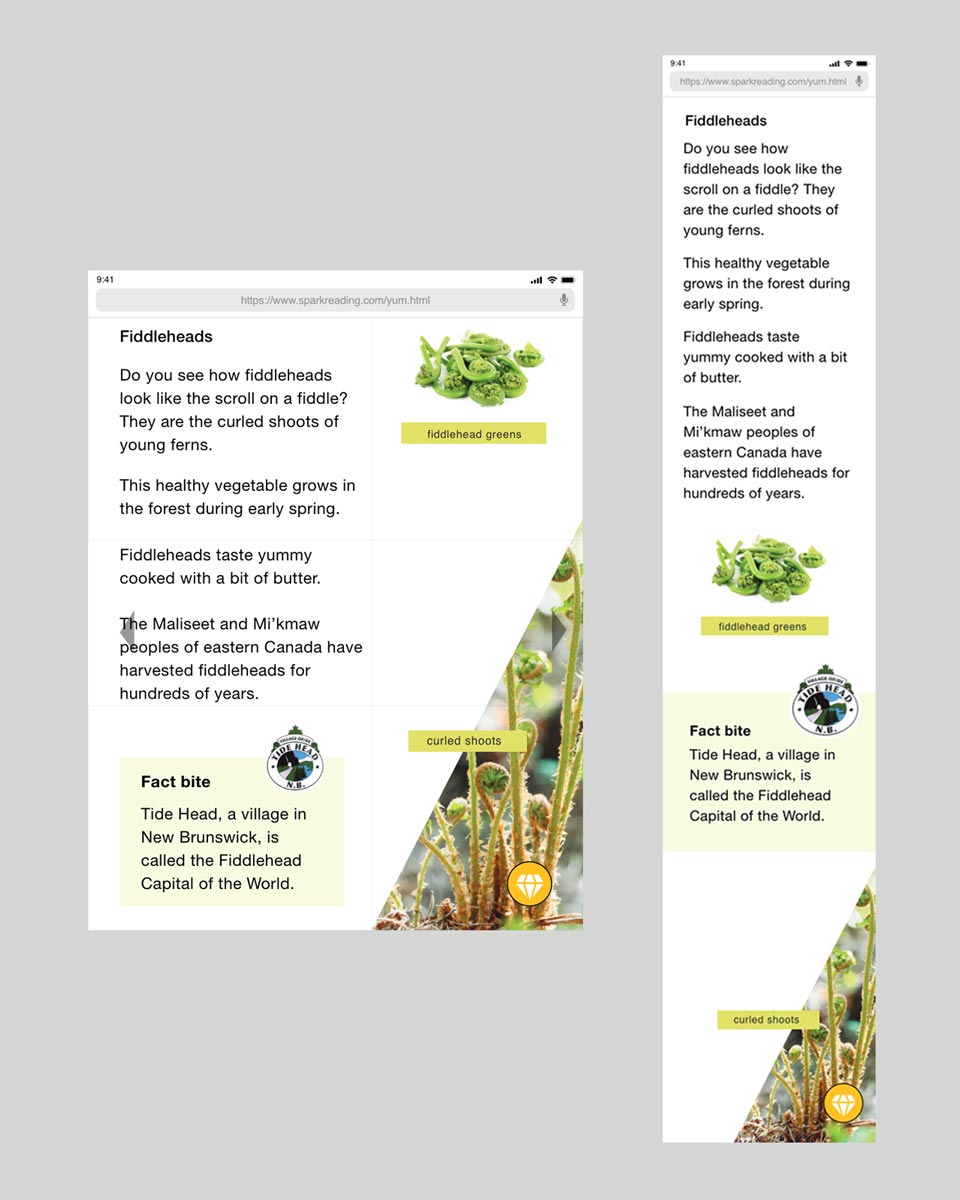 9:41
https://www.sparkreading.com/yum.html
Fiddleheads
Do you see how fiddleheads
look like the scroll on a fiddle?
They are the curled shoots of
young ferns.
This healthy vegetable grows in
the forest during early spring.
Fiddleheads taste yummy
cooked with a bit of butter.
The Maliseet and Mi’kmaw
peoples of eastern Canada have
harvested fiddleheads for
hundreds of years.
fiddlehead greens
curled shoots
VILLAGE OF/DE
TIDE HEAD
N.B.
Fact bite
Tide Head, a village in
New Brunswick, is
called the Fiddlehead
Capital of the World.
9:41
https://www.sparkreading.com/yum.html
Fiddleheads
Do you see how
fiddleheads look like the
scroll on a fiddle? They
are the curled shoots of
young ferns.
This healthy vegetable
grows in the forest during
early spring.
Fiddleheads taste
yummy cooked with a bit
of butter.
The Maliseet and
Mi’kmaw peoples of
eastern Canada have
harvested fiddleheads for
hundreds of years.
fiddlehead greens
VILLAGE OF/DE
TIDE HEAD
N.B.
Fact bite
Tide Head, a village in
New Brunswick, is
called the Fiddlehead
Capital of the World.
curled shoots